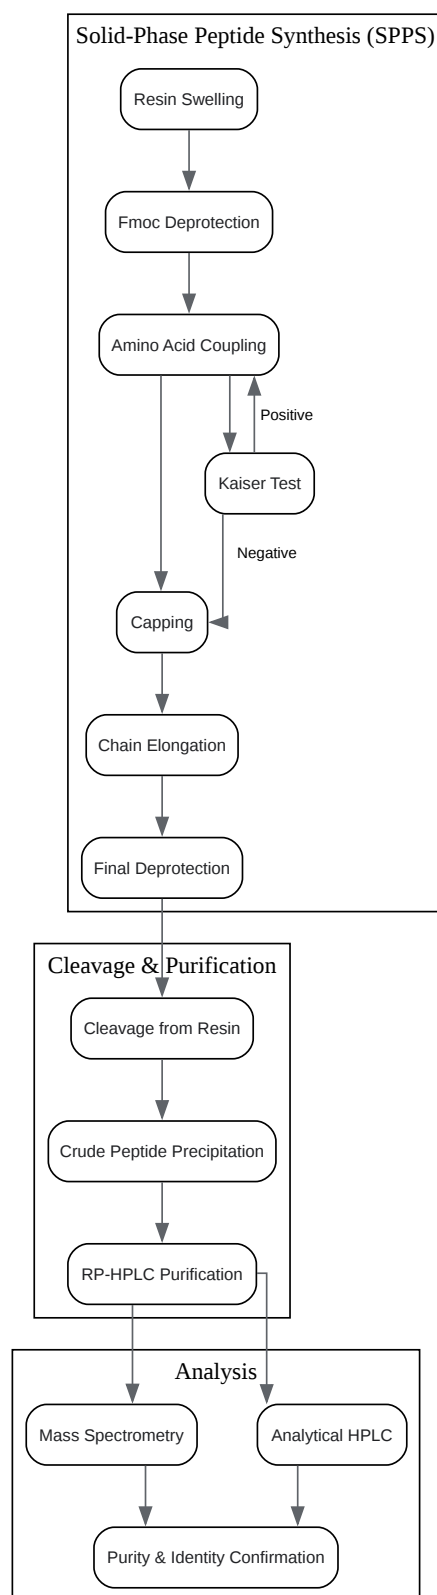 Solid-Phase Peptide Synthesis (SPPS)
Resin Swelling
Fmoc Deprotection
Amino Acid Coupling
Positive
Kaiser Test
Negative
Capping
Chain Elongation
Final Deprotection
Cleavage & Purification
Cleavage from Resin
Crude Peptide Precipitation
RP-HPLC Purification
Analysis
Mass Spectrometry
Analytical HPLC
Purity & Identity Confirmation